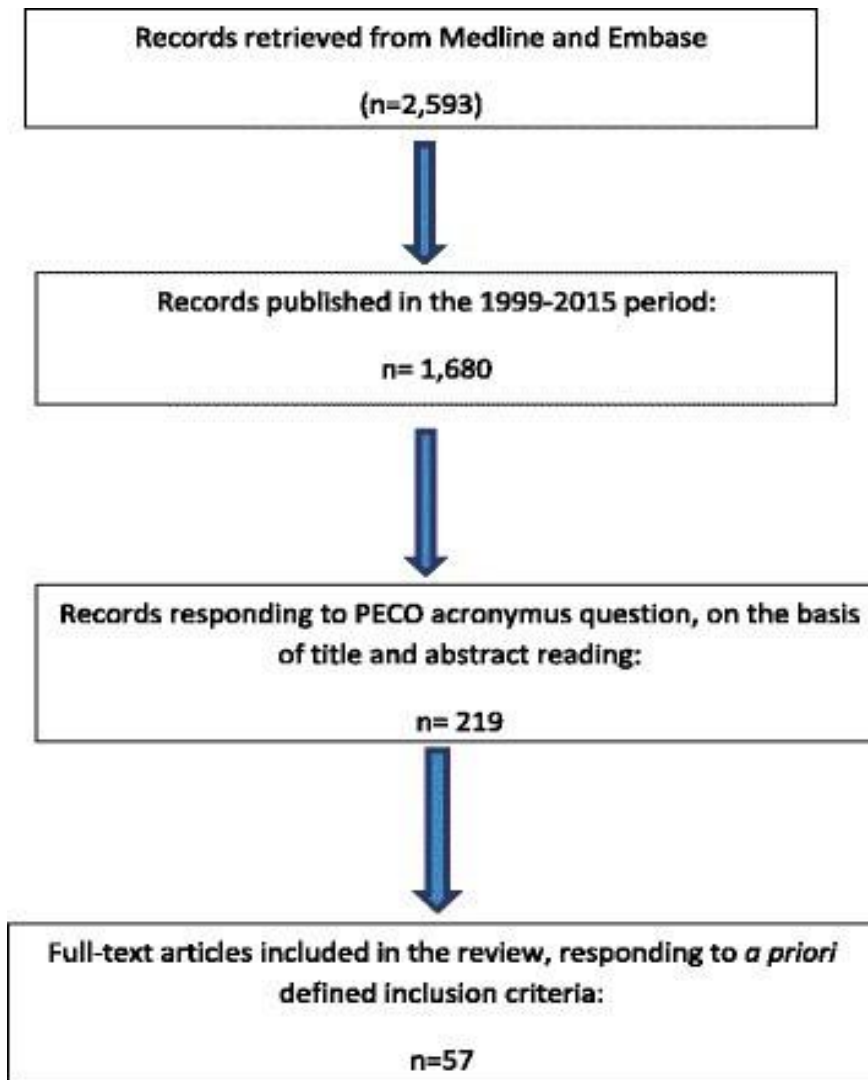 Records retrieved from Medline and Embase
(n=2,593)
Records published in the 1999-2015 period:
n= 1,680
Records responding to PECO acronymus question, on the basis
of title and abstract reading:
n= 219
Full-text articles included in the review, responding to a priori
defined inclusion criteria:
n=57